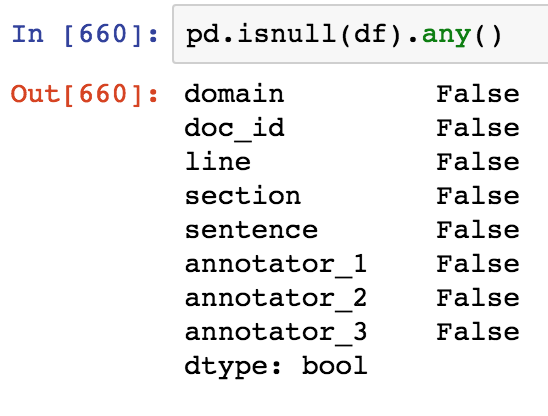 In [660]: pd.isnull(df).any()
Out[660]: domain False
doc_id False
line False
section False
sentence False
annotator_1 False
annotator_2 False
annotator_3 False
dtype: bool